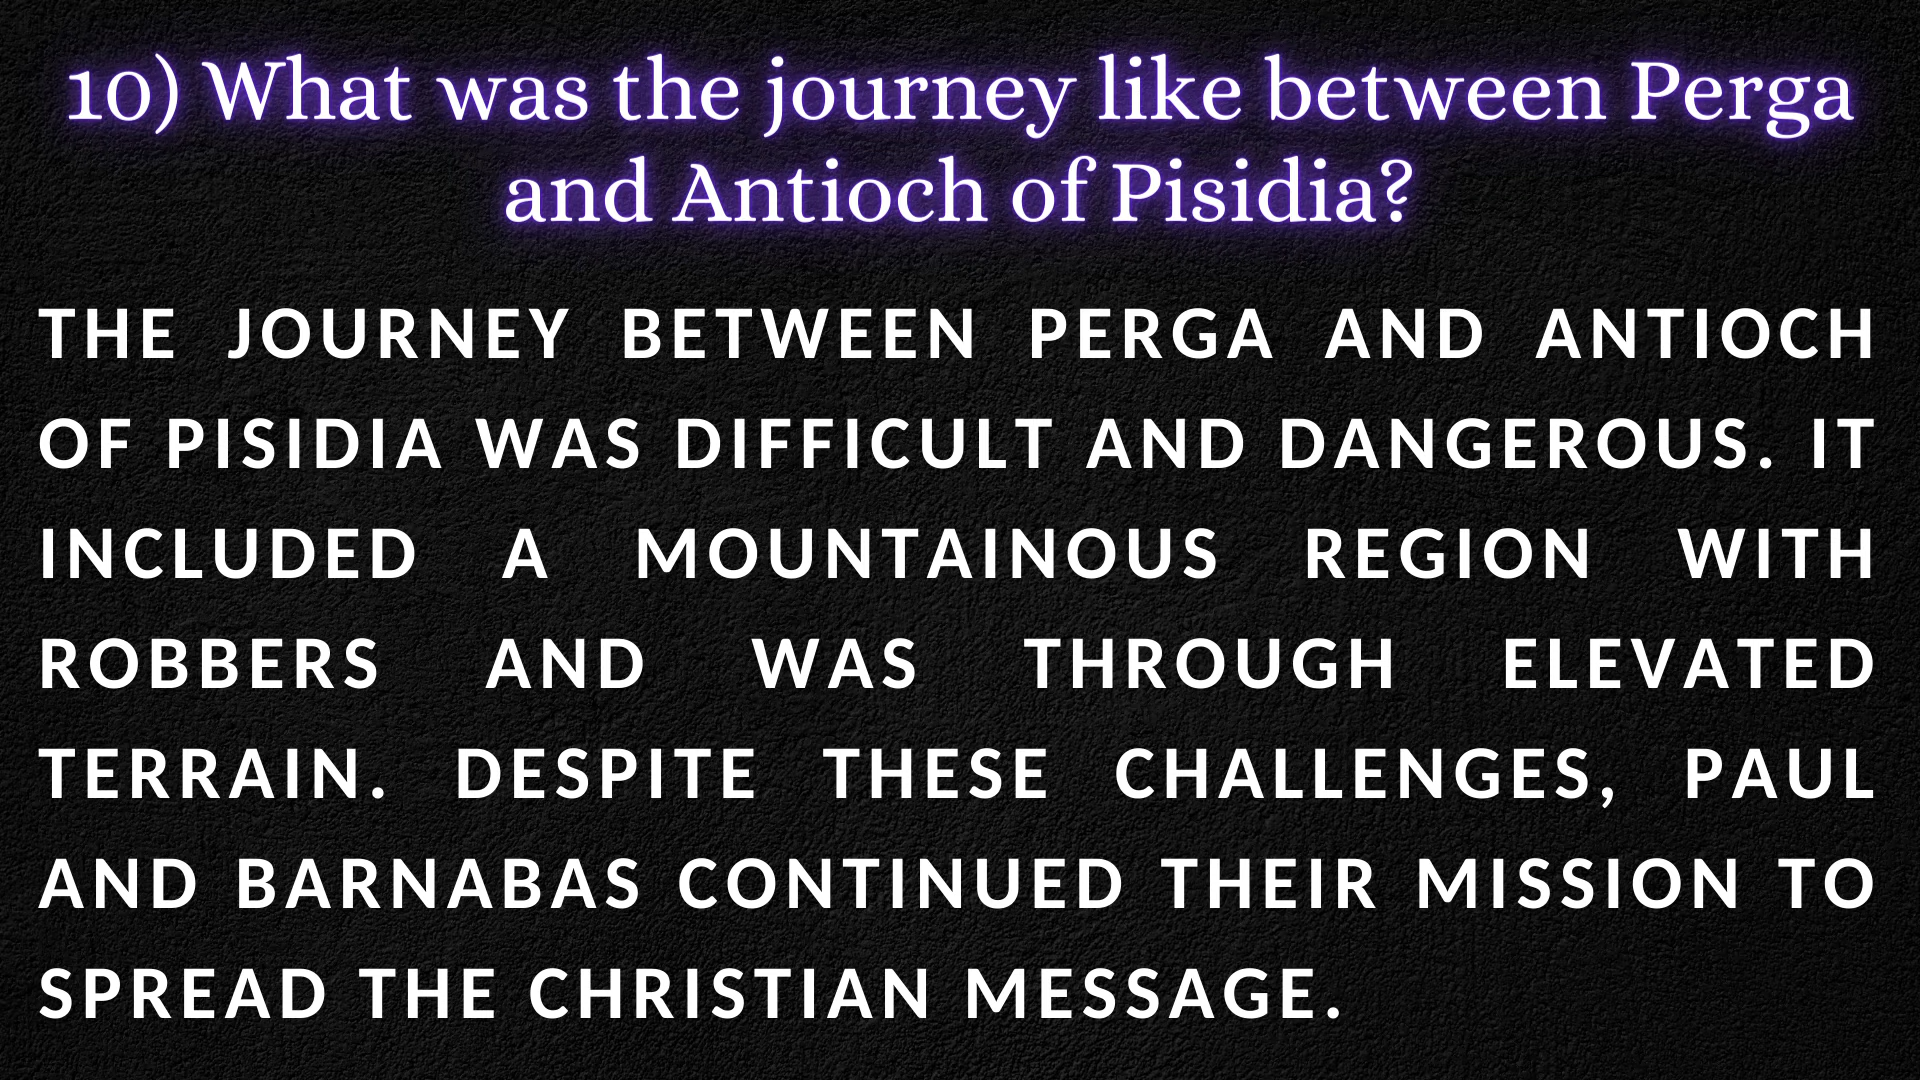 10) What was the journey like between Perga
and Antioch of Pisidia?
THE JOURNEY BETWEEN PERGA AND ANTIOCH
OF PISIDIA WAS DIFFICULT AND DANGEROUS. IT
INCLUDED A MOUNTAINOUS REGION WITH
ROBBERS AND WAS THROUGH ELEVATED
TERRAIN. DESPITE THESE CHALLENGES, PAUL
AND BARNABAS CONTINUED THEIR MISSION TO
SPREAD THE CHRISTIAN MESSAGE.